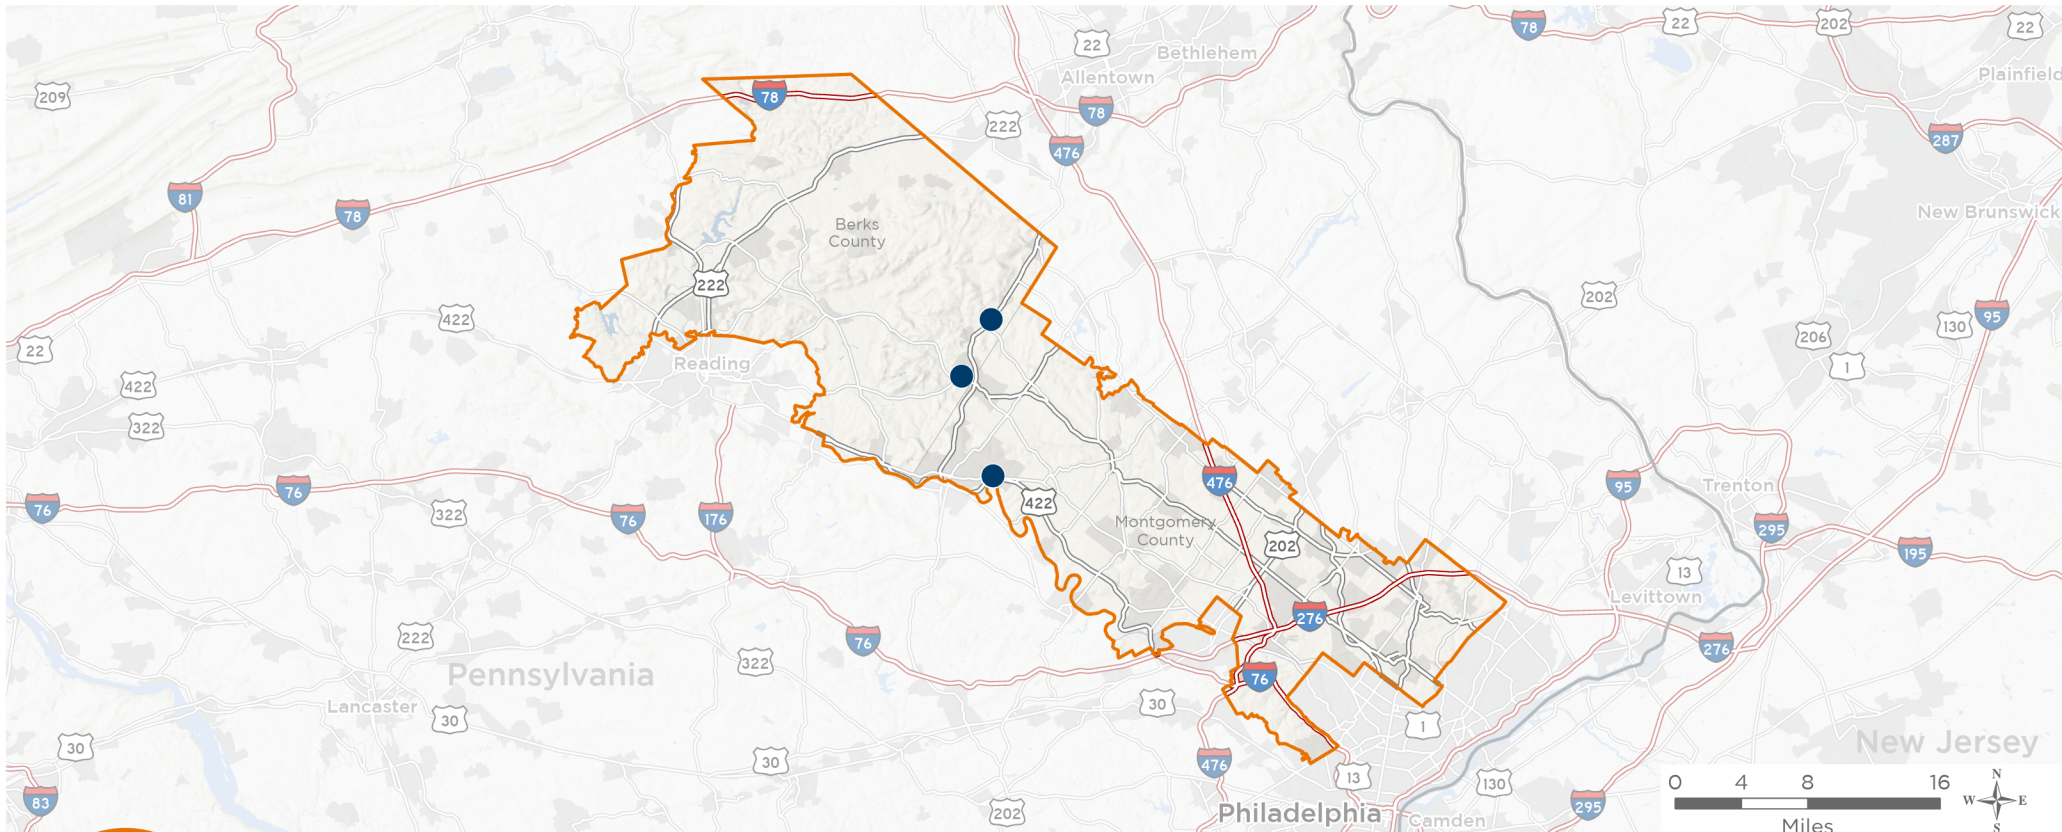 78
22
202
22
22
Bethlehem
Plainfield
Allentown
209
78
78
222
287
476
81
78
New Brunswick
Berks
County
222
202
95
422
130
206
22
Reading
1
422
322
476
95
Trenton
76
76
422
322
76
176
Montgomery
County
295
202
195
13
Levittown
276
222
76
276
322
Pennsylvania
76
Lancaster
30
30
1
30
New Jersey
30
476
13
0 4 8 16
N
W E
S
Miles
130
83
295
202
Philadelphia
Camden